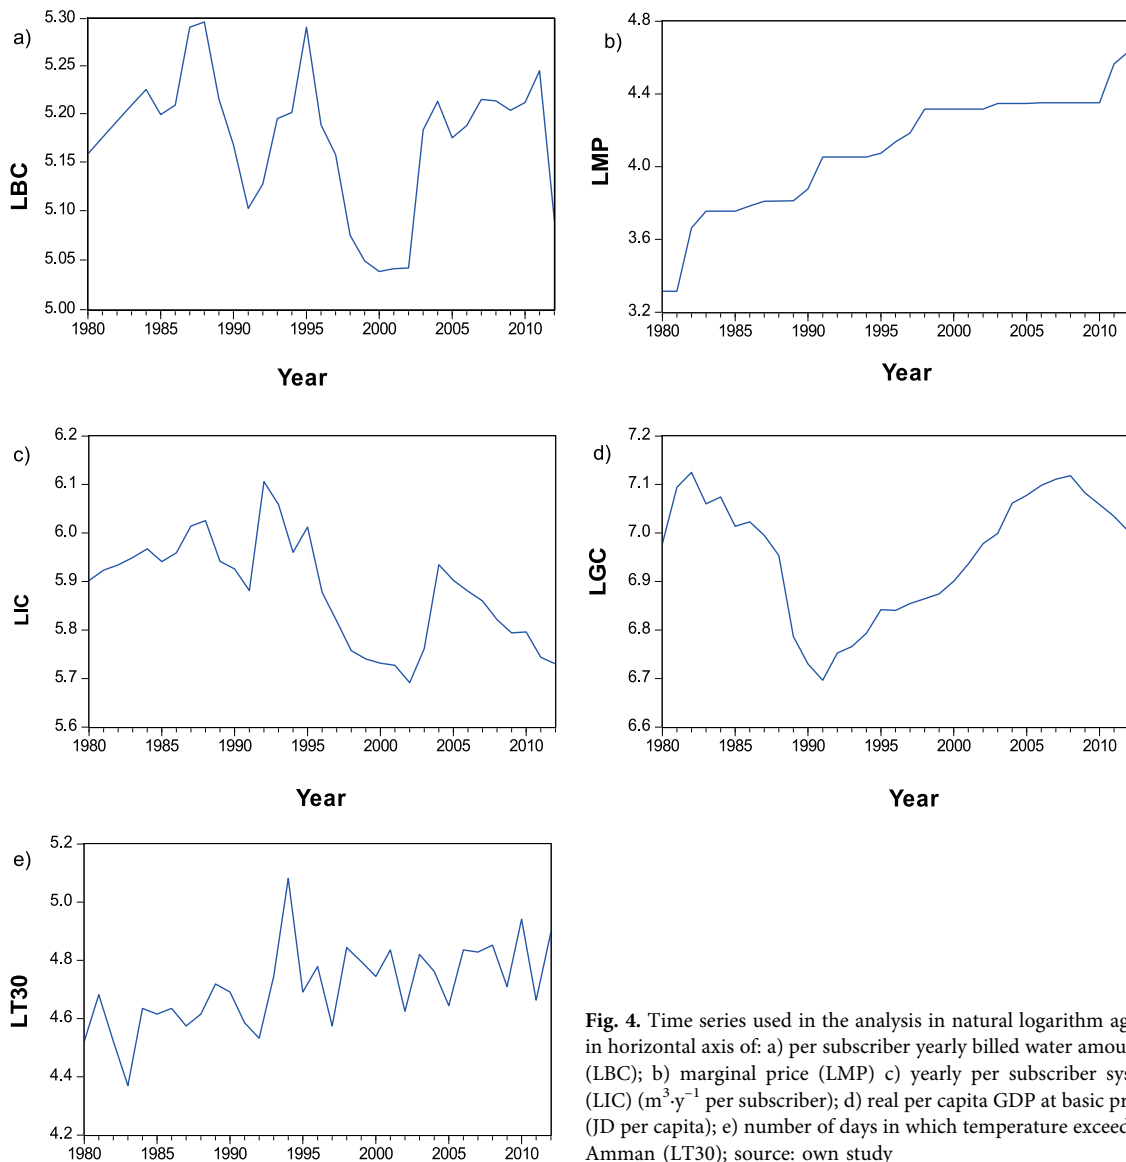 a)
5.30
5.25
5.20
5.15
5.10
5.05
5.00
LBC
1980 1985 1990 1995 2000 2005 2010
Year
b)
4.8
4.4
4.0
3.6
3.2
LMP
1980 1985 1990 1995 2000 2005 2010
Year
c)
6.2
6.1
6.0
5.9
5.8
5.7
5.6
LIC
1980 1985 1990 1995 2000 2005 2010
Year
d)
7.2
7.1
7.0
6.9
6.8
6.7
6.6
LGC
1980 1985 1990 1995 2000 2005 2010
Year
e)
5.2
5.0
4.8
4.6
4.4
4.2
LT30
Fig. 4. Time series used in the analysis in natural logarithm ag
in horizontal axis of: a) per subscriber yearly billed water amou
(LBC); b) marginal price (LMP) c) yearly per subscriber sys
(LIC) (m³·y⁻¹ per subscriber); d) real per capita GDP at basic pr
(JD per capita); e) number of days in which temperature exceed
Amman (LT30); source: own study